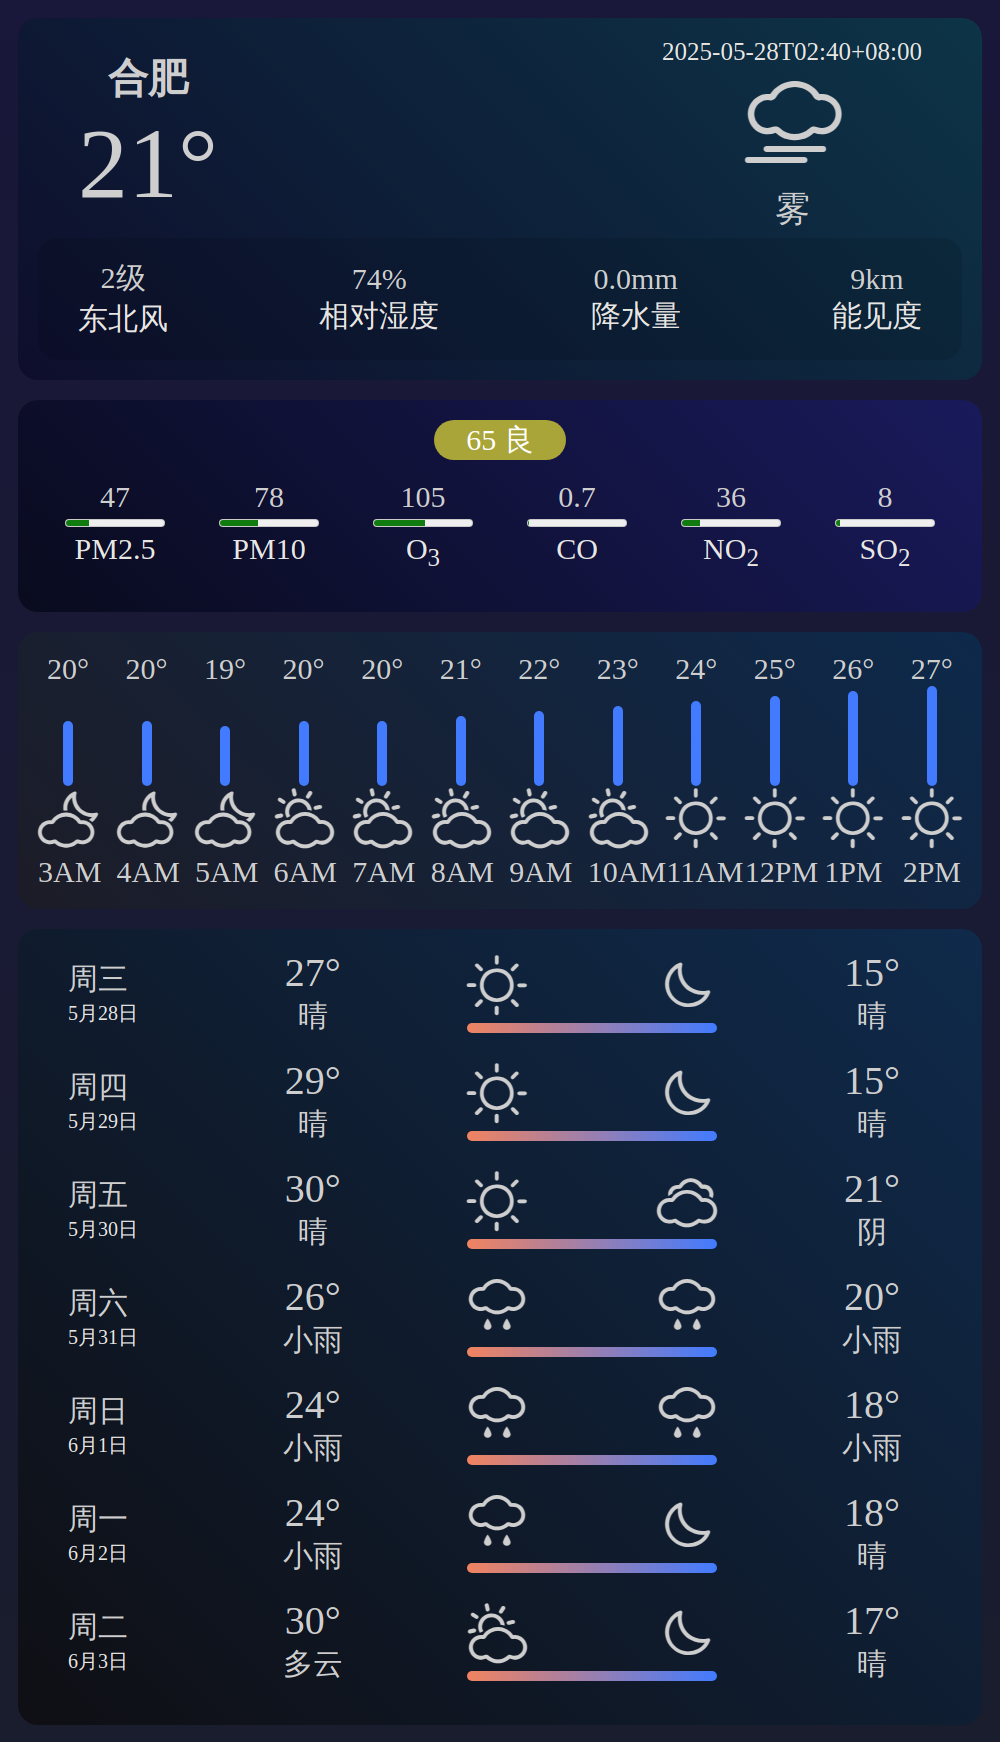 合肥
21°
2025-05-28T02:40+08:00
雾
2级 74% 0.0mm 9km
东北风 相对湿度 降水量 能见度
65 良
47 78 105 0.7 36 8
PM2.5 PM10 O3 CO NO2 SO2
20° 20° 19° 20° 20° 21° 22° 23° 24° 25° 26° 27°
3AM 4AM 5AM 6AM 7AM 8AM 9AM 10AM 11AM 12PM 1PM 2PM
周三 27° 15°
5月28日 晴 晴
周四 29° 15°
5月29日 晴 晴
周五 30° 21°
5月30日 晴 阴
周六 26° 20°
5月31日 小雨 小雨
周日 24° 18°
6月1日 小雨 小雨
周一 24° 18°
6月2日 小雨 晴
周二 30° 17°
6月3日 多云 晴